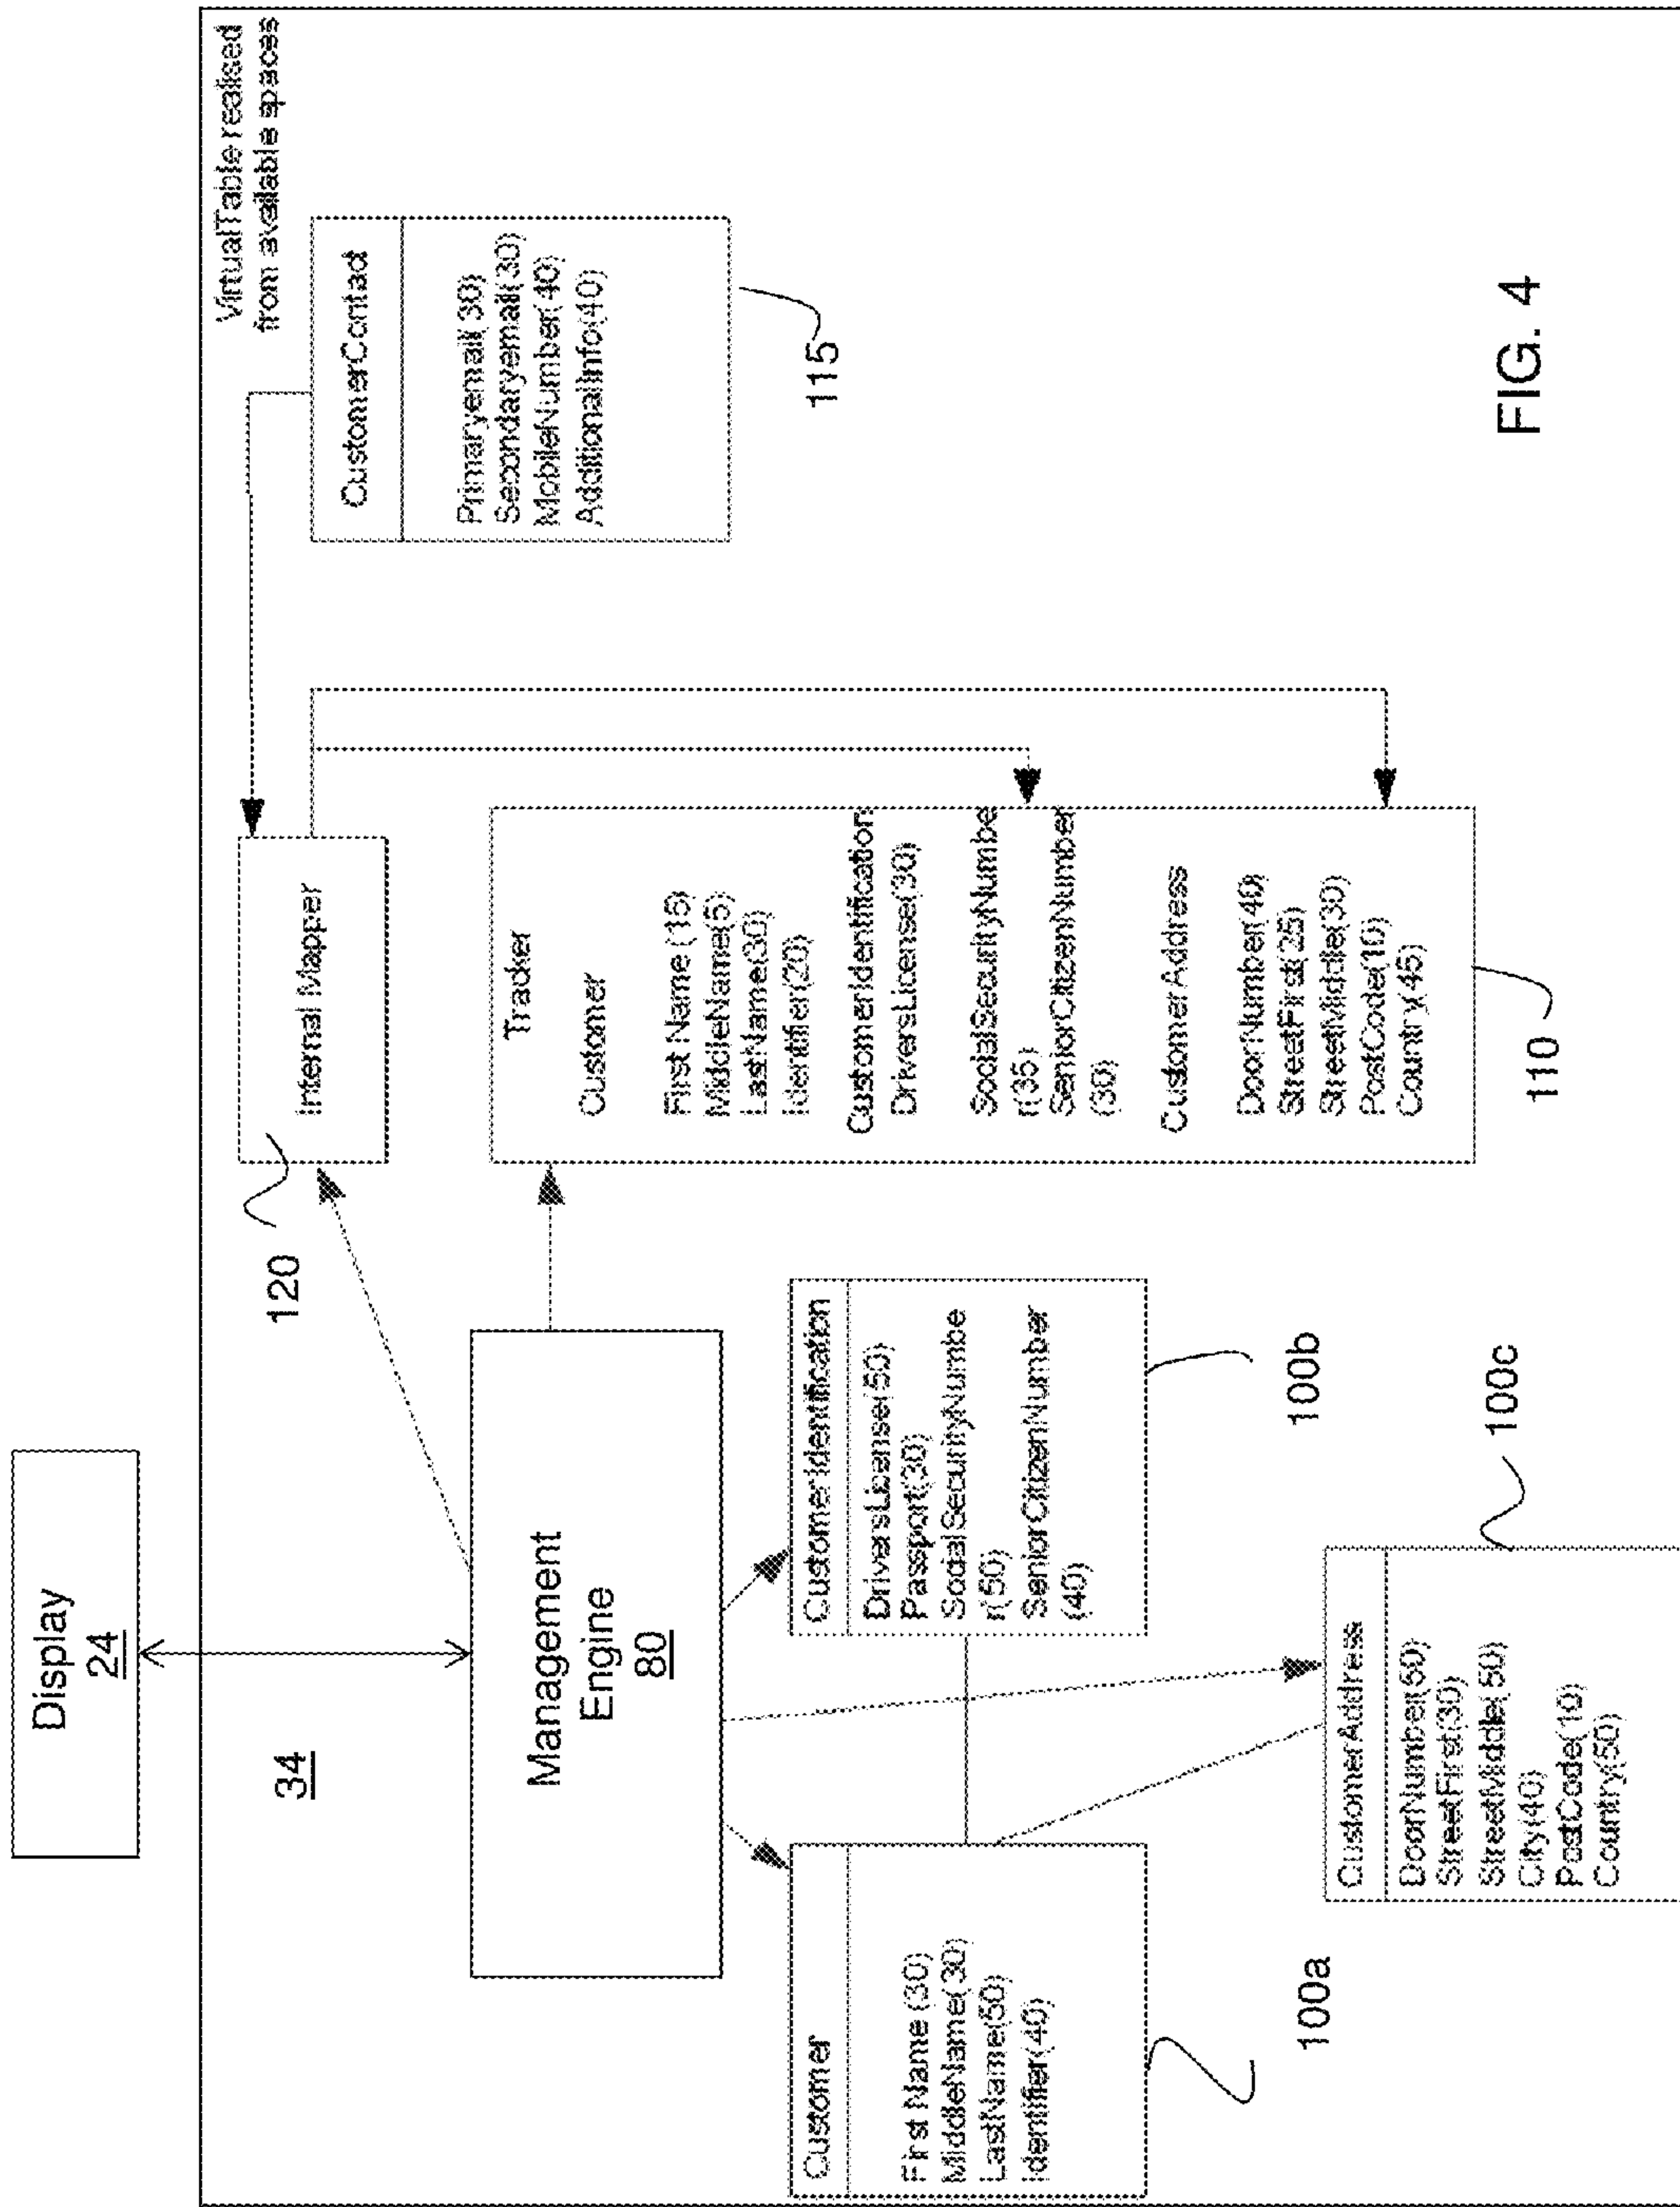 Display
24
34
VirtualTable realised
from available spaces
Management
Engine
80
120
Internal Mapper
CustomerContact
Primaryemail(30)
Secondaryemail(30)
MobileNumber(40)
AdditionalInfo(40)
115
Tracker
Customer
First Name (15)
MiddleName(5)
LastName(30)
Identifier(20)
CustomerIdentification
DriversLicense(30)
SocialSecurityNumbe
r(35)
SeniorCitizenNumber
(30)
CustomerAddress
DoorNumber(40)
StreetFirst(25)
StreetMiddle(30)
PostCode(10)
Country(45)
110
Customer
First Name (30)
MiddleName(30)
LastName(50)
Identifier(40)
100a
CustomerIdentification
DriversLicense(50)
Passport(30)
SocialSecurityNumbe
r(50)
SeniorCitizenNumber
(40)
100b
CustomerAddress
DoorNumber(60)
StreetFirst(30)
StreetMiddle(50)
City(40)
PostCode(10)
Country(50)
100c
FIG. 4